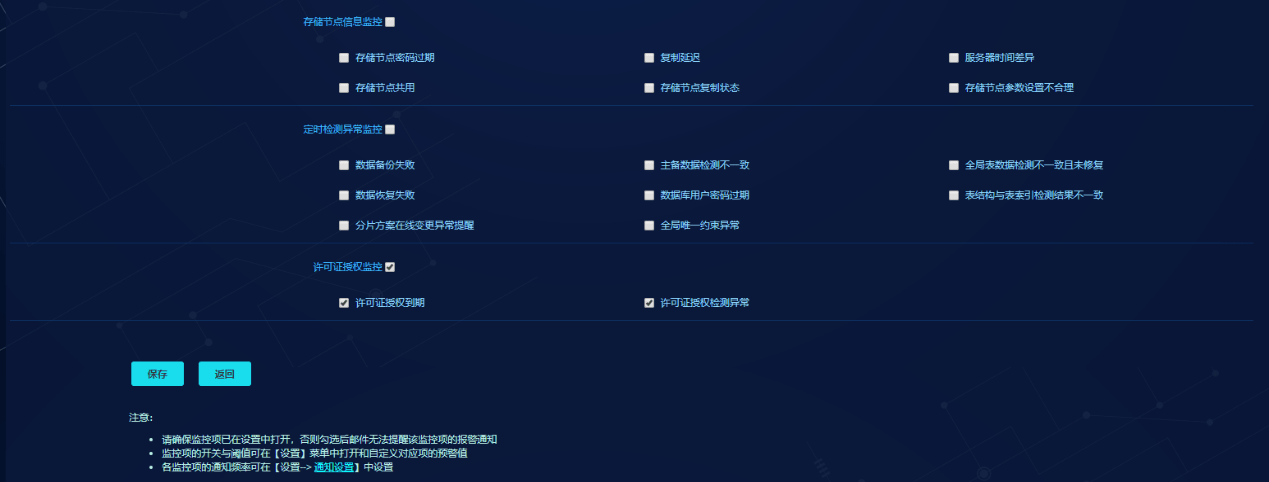 存储节点信息监控
存储节点密码过期 复制延迟 服务器时间差异
存储节点共用 存储节点复制状态 存储节点参数设置不合理
定时检测异常监控
数据备份失败 主备数据检测不一致 全局表数据检测不一致且未修复
数据恢复失败 数据库用户密码过期 表结构与表索引检测结果不一致
分片方案在线变更异常提醒 全局唯一约束异常
许可证授权监控
许可证授权到期 许可证授权检测异常
保存 返回
注意:
• 请确保监控项已在设置中打开，否则勾选后邮件无法提醒该监控项的报警通知
• 监控项的开关与阈值可在【设置】菜单中打开和自定义对应项的预警值
• 各监控项的通知频率可在【设置--> 通知设置】中设置